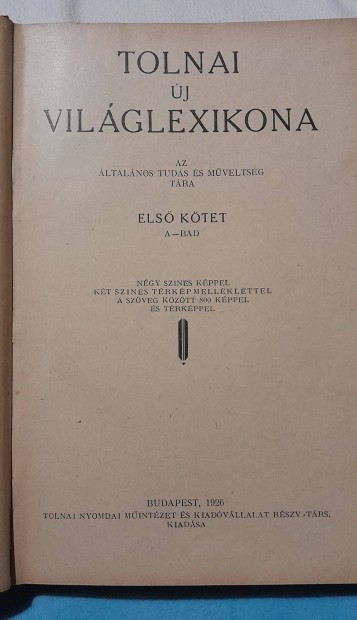 TOLNAI
ÚJ
VILÁGLEXIKONA
AZ
ÁLTALÁNOS TUDÁS ÉS MŰVELTSÉG
TÁRA
ELSŐ KÖTET
A—BAD
NÉGY SZINES KÉPPEL
KÉT SZINES TÉRKÉPMELLÉKLETTEL
A SZÖVEG KÖZÖTT 800 KÉPPEL
ÉS TÉRKÉPPEL
BUDAPEST, 1926
TOLNAI NYOMDAI MŰINTÉZET ÉS KIADÓVÁLLALAT RÉSZV.-TÁRS.
KIADÁSA